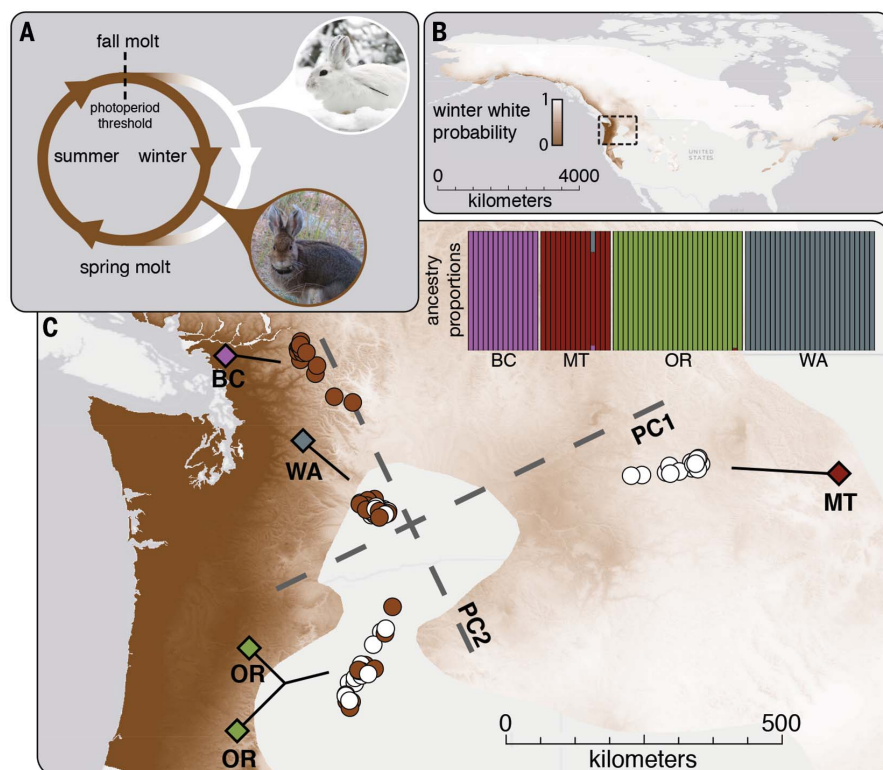 A
fall molt
photoperiod
threshold
summer
winter
spring molt
B
winter white
probability
1
0
UNITED
STATES
0
4000
kilometers
C
ancestry
proportions
BC
MT
OR
WA
BC
WA
PC1
MT
PC2
OR
OR
0
500
kilometers